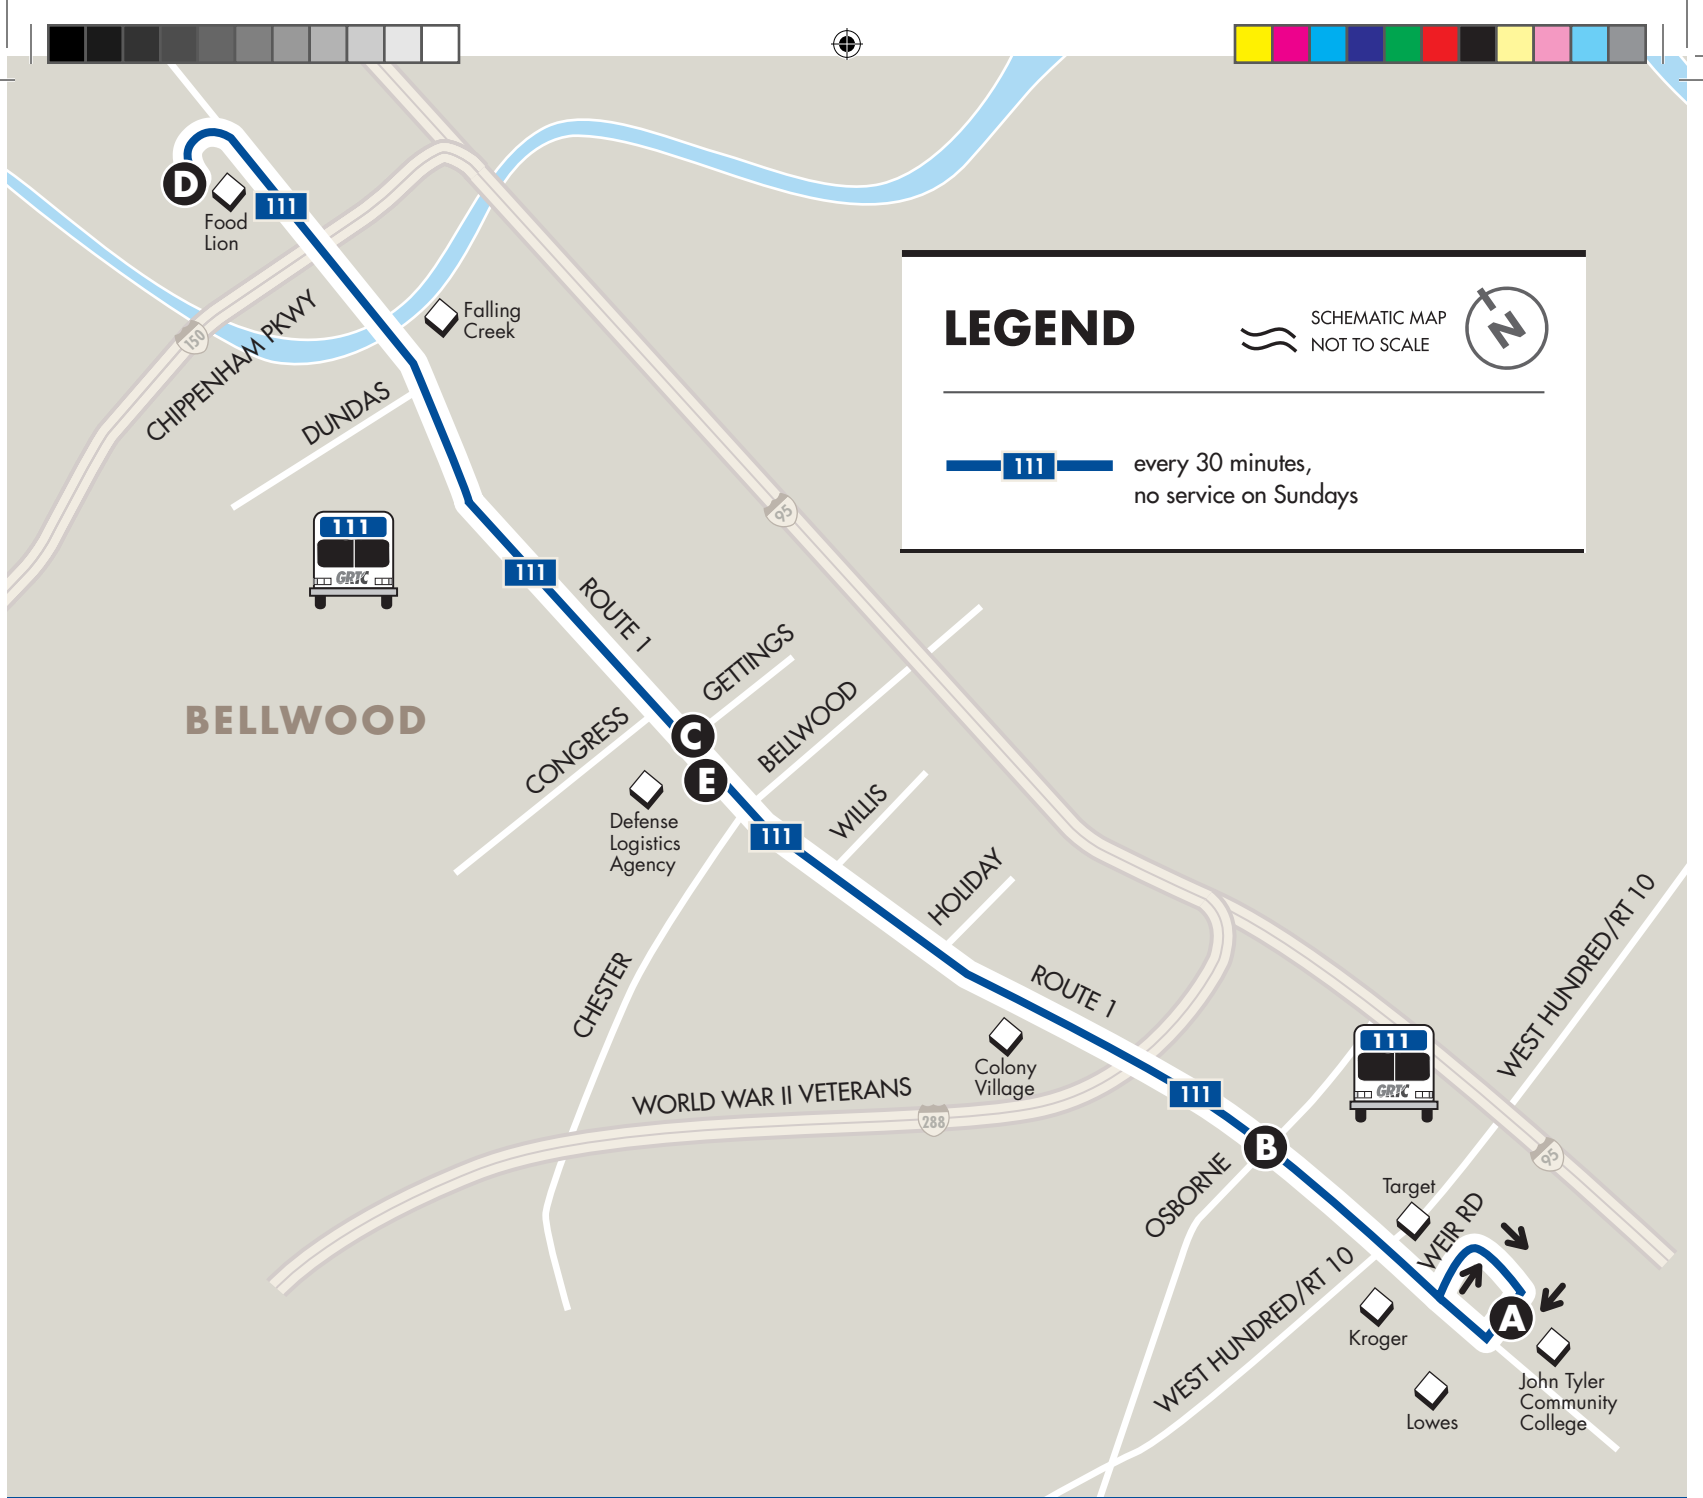 D
Food
Lion
111
150
CHIPPENHAM PKWY
Falling
Creek
DUNDAS
LEGEND
SCHEMATIC MAP
NOT TO SCALE
N
111
every 30 minutes,
no service on Sundays
95
111
GRTC
111
ROUTE 1
BELLWOOD
GETTINGS
CONGRESS
C
E
BELLWOOD
Defense
Logistics
Agency
111
WILLIS
HOLIDAY
CHESTER
ROUTE 1
WEST HUNDRED/RT 10
Colony
Village
WORLD WAR II VETERANS
288
111
111
GRTC
B
95
OSBORNE
Target
WEIR RD
WEST HUNDRED/RT 10
A
Kroger
John Tyler
Community
College
Lowes